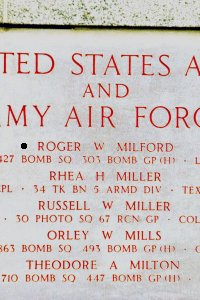 TED STATES A
AND
MY AIR FORC
• ROGER W MILFORD
427 BOMB SQ 303 BOMB GP (H) •
RHEA H MILLER
PL • 34 TK BN 5 ARMD DIV • TEX
RUSSELL W MILLER
• 30 PHOTO SQ 67 RCN GP • COL
ORLEY W MILLS
863 BOMB SQ 493 BOMB GP (H) •
THEODORE A MILTON
710 BOMB SQ 447 BOMB GP (H) •